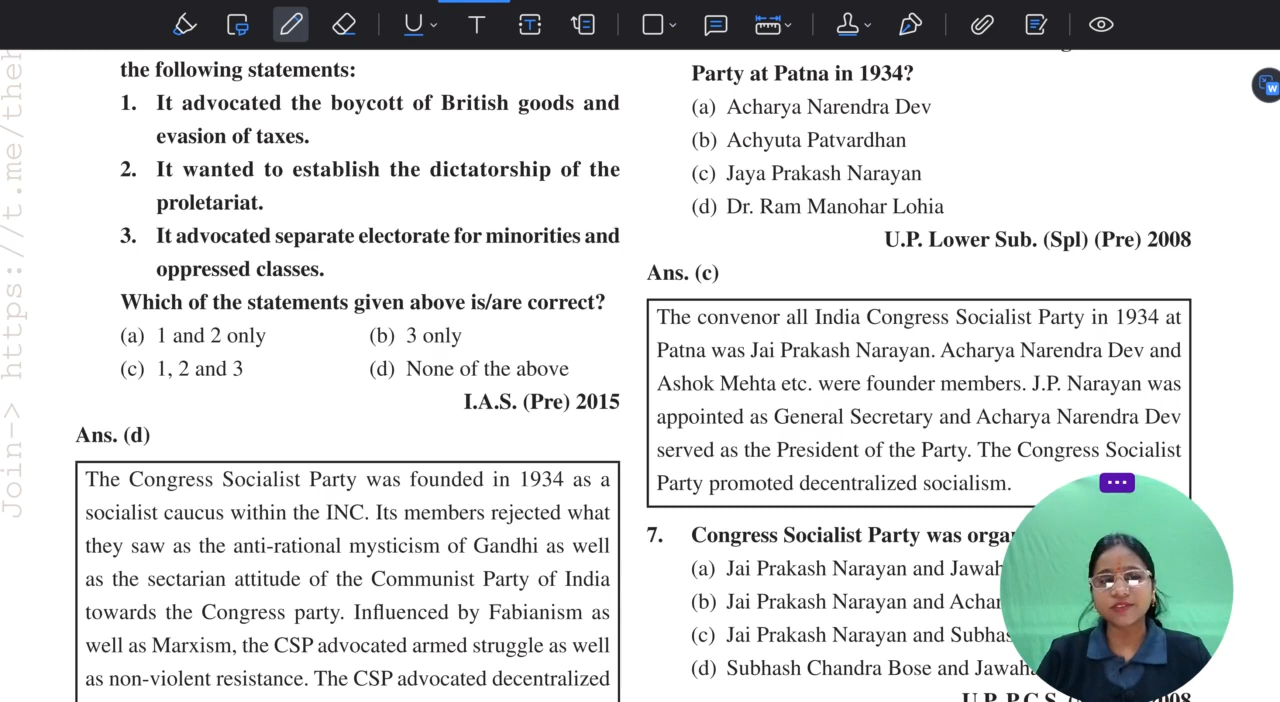 Join-> https://t.me/ther
the following statements:
1. It advocated the boycott of British goods and
evasion of taxes.
2. It wanted to establish the dictatorship of the
proletariat.
3. It advocated separate electorate for minorities and
oppressed classes.
Which of the statements given above is/are correct?
(a) 1 and 2 only (b) 3 only
(c) 1, 2 and 3 (d) None of the above
I.A.S. (Pre) 2015
Ans. (d)
The Congress Socialist Party was founded in 1934 as a
socialist caucus within the INC. Its members rejected what
they saw as the anti-rational mysticism of Gandhi as well
as the sectarian attitude of the Communist Party of India
towards the Congress party. Influenced by Fabianism as
well as Marxism, the CSP advocated armed struggle as well
as non-violent resistance. The CSP advocated decentralized
Party at Patna in 1934?
(a) Acharya Narendra Dev
(b) Achyuta Patvardhan
(c) Jaya Prakash Narayan
(d) Dr. Ram Manohar Lohia
U.P. Lower Sub. (Spl) (Pre) 2008
Ans. (c)
The convenor all India Congress Socialist Party in 1934 at
Patna was Jai Prakash Narayan. Acharya Narendra Dev and
Ashok Mehta etc. were founder members. J.P. Narayan was
appointed as General Secretary and Acharya Narendra Dev
served as the President of the Party. The Congress Socialist
Party promoted decentralized socialism.
7. Congress Socialist Party was orga
(a) Jai Prakash Narayan and Jawah
(b) Jai Prakash Narayan and Achar
(c) Jai Prakash Narayan and Subhas
(d) Subhash Chandra Bose and Jawah